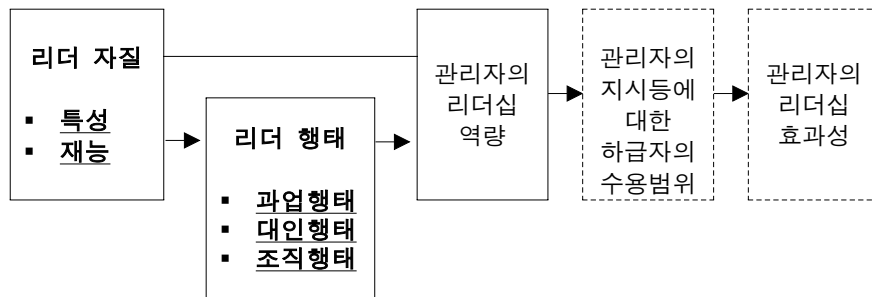 리더 자질
▪ 특성
▪ 재능
리더 행태
▪ 과업행태
▪ 대인행태
▪ 조직행태
관리자의
리더십
역량
관리자의
지시등에
대한
하급자의
수용범위
관리자의
리더십
효과성